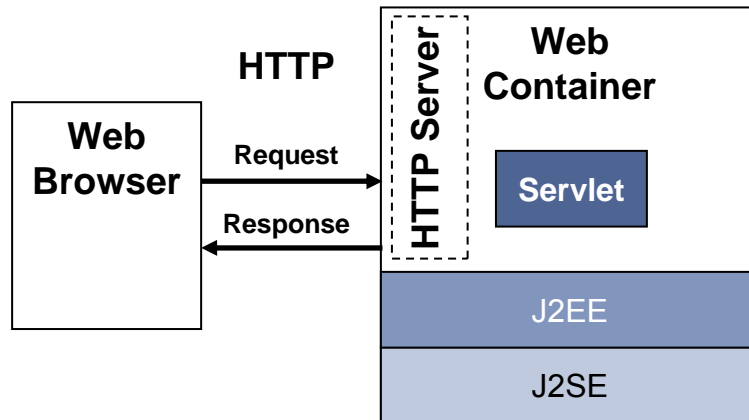 HTTP
Web
Browser
Request
Response
HTTP Server
Web
Container
Servlet
J2EE
J2SE